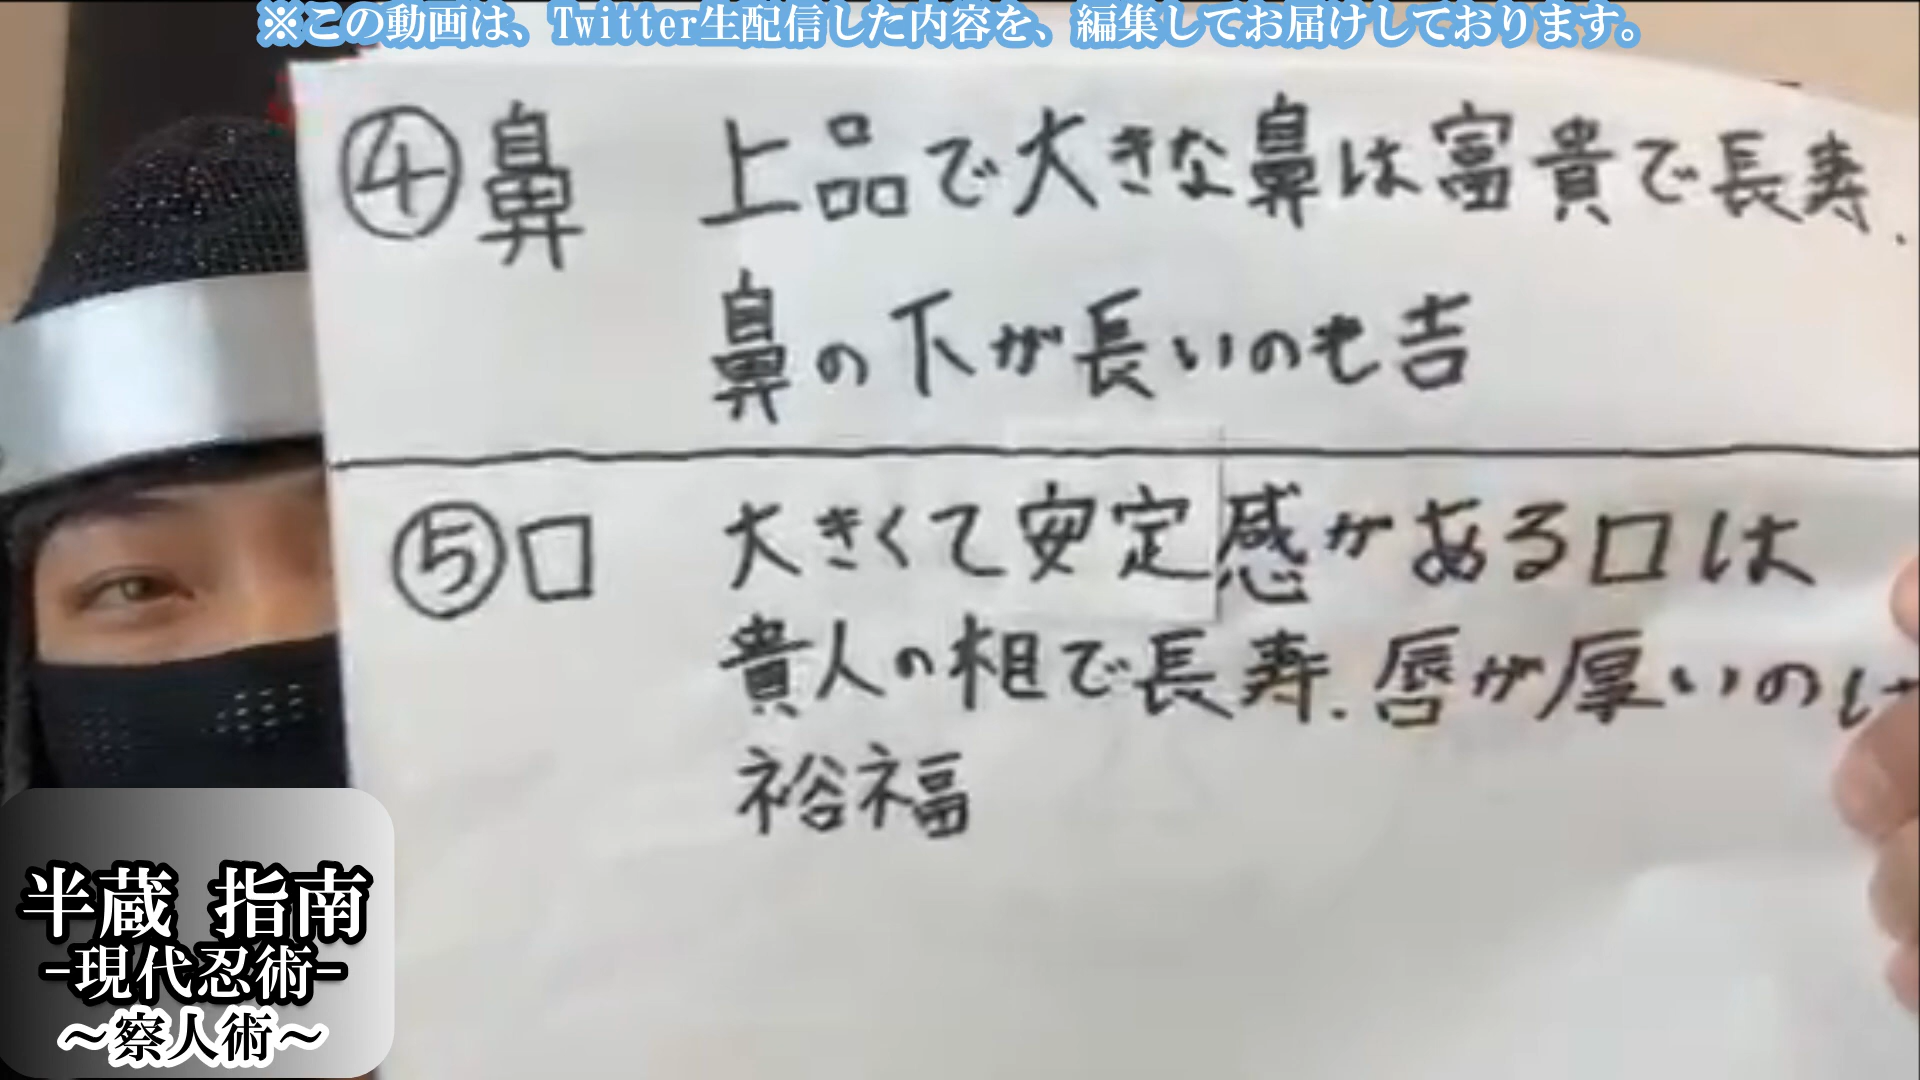 ※この動画は、Twitter生配信した内容を、編集してお届けしております。
④鼻 上品で大きな鼻は富貴で長寿.
鼻の下が長いのも吉
⑤口 大きくて安定感がある口は
貴人の相で長寿.唇が厚いのは
裕福
半蔵 指南
-現代忍術-
～察人術～